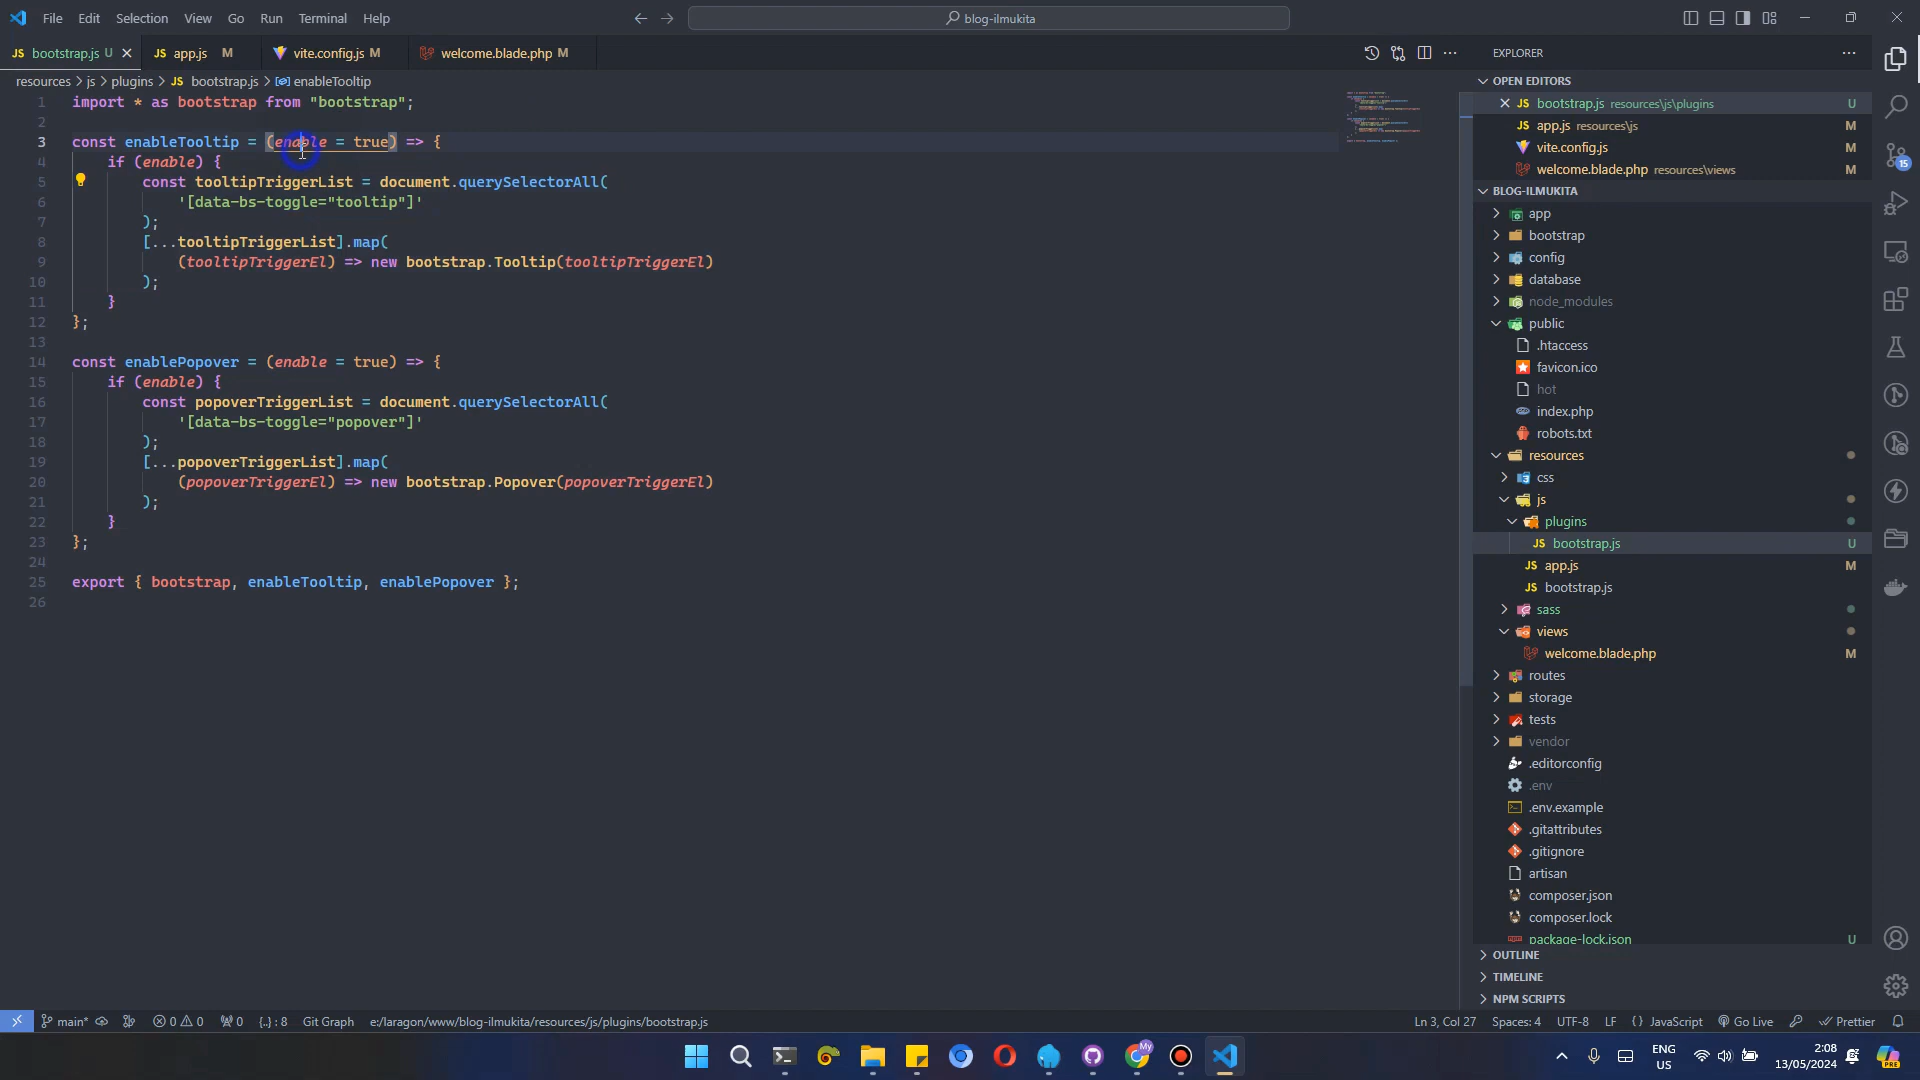 File Edit Selection View Go Run Terminal Help
blog-ilmukita
bootstrap.js U
app.js M
vite.config.js M
welcome.blade.php M
resources > js > plugins > JS bootstrap.js > enableTooltip
1 import * as bootstrap from "bootstrap";
2
3 const enableTooltip = (enable = true) => {
4 if (enable) {
5 const tooltipTriggerList = document.querySelectorAll(
6 '[data-bs-toggle="tooltip"]'
7 );
8 [...tooltipTriggerList].map(
9 (tooltipTriggerEl) => new bootstrap.Tooltip(tooltipTriggerEl)
10 );
11 }
12 };
13
14 const enablePopover = (enable = true) => {
15 if (enable) {
16 const popoverTriggerList = document.querySelectorAll(
17 '[data-bs-toggle="popover"]'
18 );
19 [...popoverTriggerList].map(
20 (popoverTriggerEl) => new bootstrap.Popover(popoverTriggerEl)
21 );
22 }
23 };
24
25 export { bootstrap, enableTooltip, enablePopover };
26
EXPLORER
OPEN EDITORS
JS bootstrap.js resources\js\plugins U
JS app.js resources\js M
vite.config.js M
welcome.blade.php resources\views M
BLOG-ILMUKITA
app
bootstrap
config
database
node_modules
public
.htaccess
favicon.ico
hot
index.php
robots.txt
resources
css
js
plugins
JS bootstrap.js U
JS app.js M
JS bootstrap.js
sass
views
welcome.blade.php M
routes
storage
tests
vendor
.editorconfig
.env
.env.example
.gitattributes
.gitignore
artisan
composer.json
composer.lock
package-lock.json U
OUTLINE
TIMELINE
NPM SCRIPTS
15
main* 0 0 0 {..} : 8 Git Graph e:/laragon/www/blog-ilmukita/resources/js/plugins/bootstrap.js
Ln 3, Col 27 Spaces: 4 UTF-8 LF { } JavaScript Go Live Prettier
My
ENG
US
2:08
13/05/2024
PRE